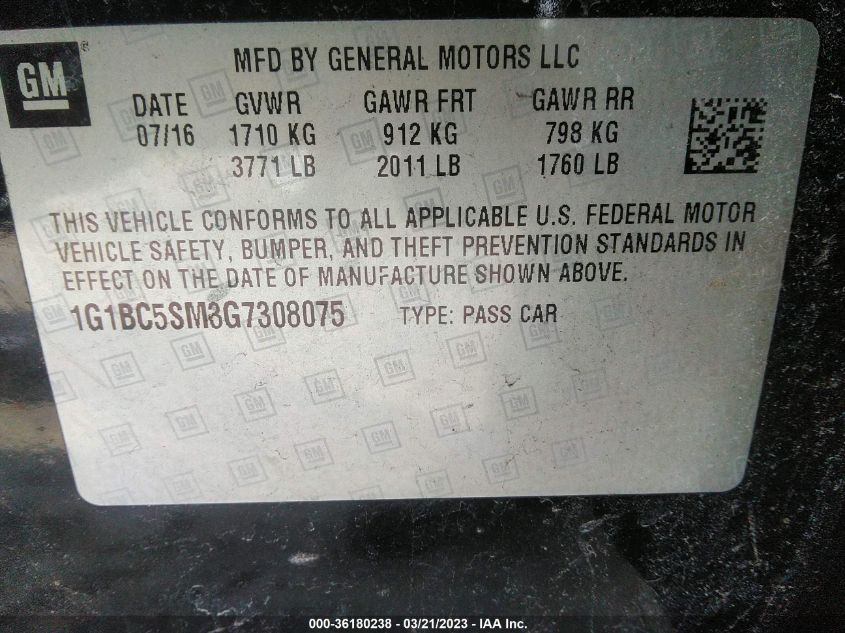 GM
MFD BY GENERAL MOTORS LLC
DATE GVWR GAWR FRT GAWR RR
07/16 1710 KG 912 KG 798 KG
3771 LB 2011 LB 1760 LB
THIS VEHICLE CONFORMS TO ALL APPLICABLE U.S. FEDERAL MOTOR
VEHICLE SAFETY, BUMPER, AND THEFT PREVENTION STANDARDS IN
EFFECT ON THE DATE OF MANUFACTURE SHOWN ABOVE.
1G1BC5SM3G7308075 TYPE: PASS CAR
000-36180238 - 03/21/2023 - IAA Inc.